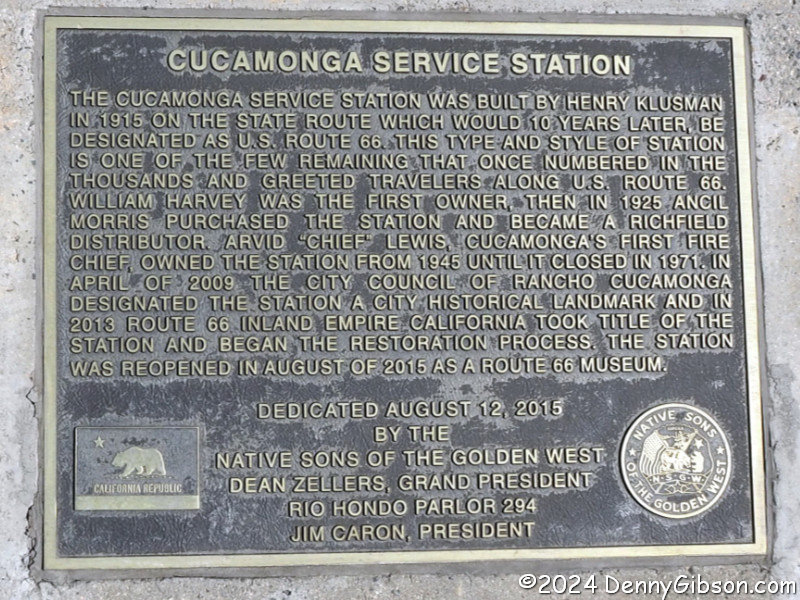 CUCAMONGA SERVICE STATION
THE CUCAMONGA SERVICE STATION WAS BUILT BY HENRY KLUSMAN
IN 1915 ON THE STATE ROUTE WHICH WOULD 10 YEARS LATER, BE
DESIGNATED AS U.S. ROUTE 66. THIS TYPE AND STYLE OF STATION
IS ONE OF THE FEW REMAINING THAT ONCE NUMBERED IN THE
THOUSANDS AND GREETED TRAVELERS ALONG U.S. ROUTE 66.
WILLIAM HARVEY WAS THE FIRST OWNER, THEN IN 1925 ANCIL
MORRIS PURCHASED THE STATION AND BECAME A RICHFIELD
DISTRIBUTOR. ARVID "CHIEF" LEWIS, CUCAMONGA'S FIRST FIRE
CHIEF, OWNED THE STATION FROM 1945 UNTIL IT CLOSED IN 1971. IN
APRIL OF 2009 THE CITY COUNCIL OF RANCHO CUCAMONGA
DESIGNATED THE STATION A CITY HISTORICAL LANDMARK AND IN
2013 ROUTE 66 INLAND EMPIRE CALIFORNIA TOOK TITLE OF THE
STATION AND BEGAN THE RESTORATION PROCESS. THE STATION
WAS REOPENED IN AUGUST OF 2015 AS A ROUTE 66 MUSEUM.
DEDICATED AUGUST 12, 2015
BY THE
NATIVE SONS OF THE GOLDEN WEST
DEAN ZELLERS, GRAND PRESIDENT
RIO HONDO PARLOR 294
JIM CARON, PRESIDENT
CALIFORNIA REPUBLIC
NATIVE SONS
OF THE GOLDEN WEST
N.S.G.W.
©2024 DennyGibson.com